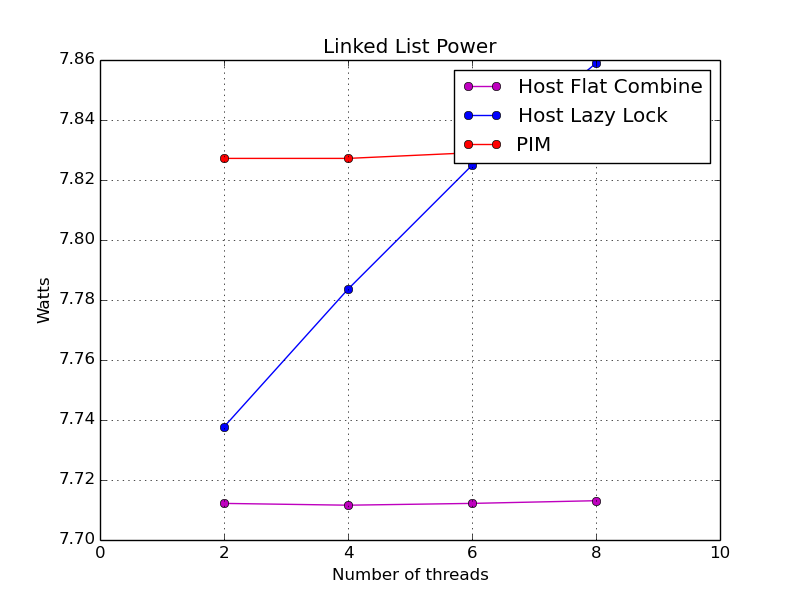 Linked List Power
7.86
7.84
7.82
7.80
7.78
7.76
7.74
7.72
7.70
Watts
Host Flat Combine
Host Lazy Lock
PIM
0 2 4 6 8 10
Number of threads